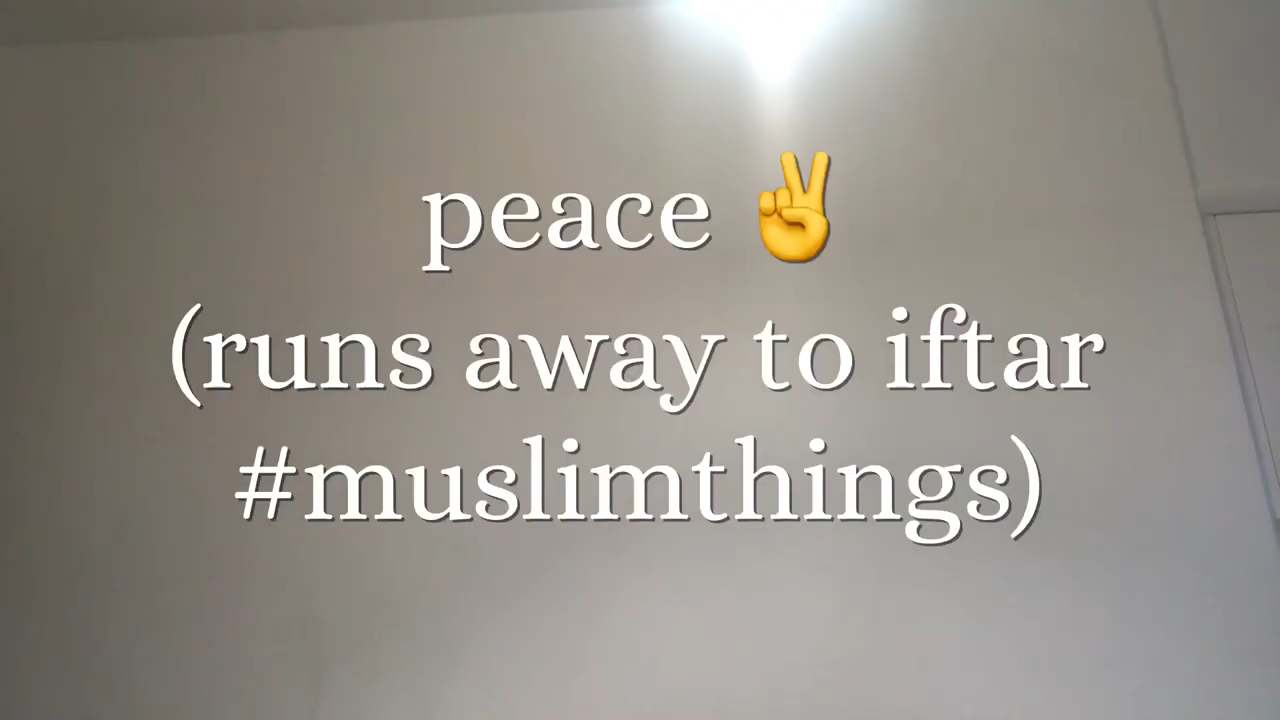 peace ✌️
(runs away to iftar
#muslimthings)